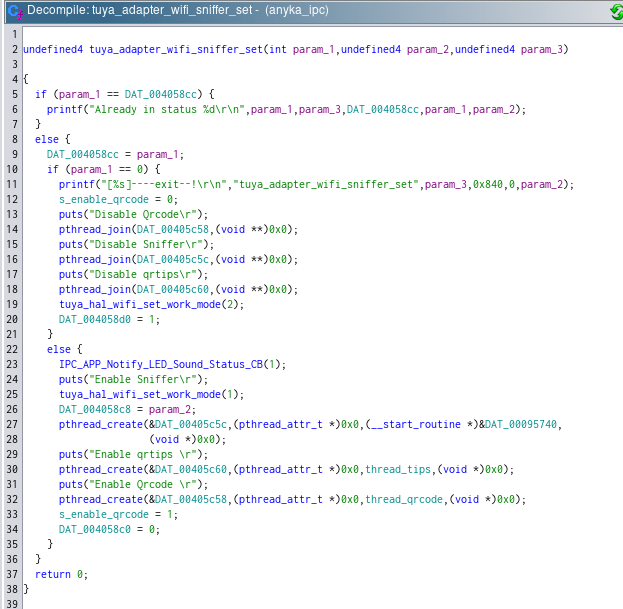 Decompile: tuya_adapter_wifi_sniffer_set - (anyka_ipc)
1
2 undefined4 tuya_adapter_wifi_sniffer_set(int param_1,undefined4 param_2,undefined4 param_3)
3
4 {
5   if (param_1 == DAT_004058cc) {
6     printf("Already in status %d\r\n",param_1,param_3,DAT_004058cc,param_1,param_2);
7   }
8   else {
9     DAT_004058cc = param_1;
10     if (param_1 == 0) {
11       printf("[%s]----exit--!\r\n","tuya_adapter_wifi_sniffer_set",param_3,0x840,0,param_2);
12       s_enable_qrcode = 0;
13       puts("Disable Qrcode\r");
14       pthread_join(DAT_00405c58,(void **)0x0);
15       puts("Disable Sniffer\r");
16       pthread_join(DAT_00405c5c,(void **)0x0);
17       puts("Disable qrtips\r");
18       pthread_join(DAT_00405c60,(void **)0x0);
19       tuya_hal_wifi_set_work_mode(2);
20       DAT_004058d0 = 1;
21     }
22     else {
23       IPC_APP_Notify_LED_Sound_Status_CB(1);
24       puts("Enable Sniffer\r");
25       tuya_hal_wifi_set_work_mode(1);
26       DAT_004058c8 = param_2;
27       pthread_create(&DAT_00405c5c,(pthread_attr_t *)0x0,(__start_routine *)&DAT_00095740,
28                      (void *)0x0);
29       puts("Enable qrtips \r");
30       pthread_create(&DAT_00405c60,(pthread_attr_t *)0x0,thread_tips,(void *)0x0);
31       puts("Enable Qrcode \r");
32       pthread_create(&DAT_00405c58,(pthread_attr_t *)0x0,thread_qrcode,(void *)0x0);
33       s_enable_qrcode = 1;
34       DAT_004058c0 = 0;
35     }
36   }
37   return 0;
38 }
39